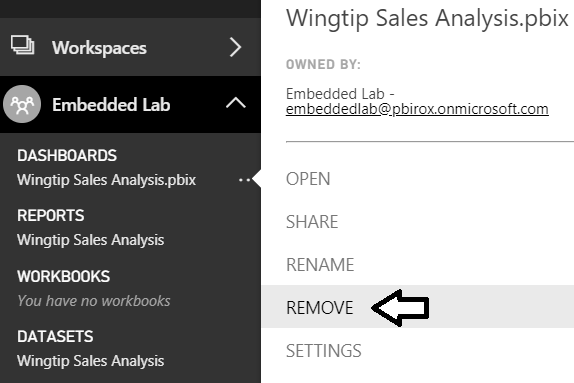 Workspaces
Embedded Lab
DASHBOARDS
Wingtip Sales Analysis.pbix
REPORTS
Wingtip Sales Analysis
WORKBOOKS
You have no workbooks
DATASETS
Wingtip Sales Analysis
Wingtip Sales Analysis.pbix
OWNED BY:
Embedded Lab -
embeddedlab@pbirox.onmicrosoft.com
OPEN
SHARE
RENAME
REMOVE
SETTINGS